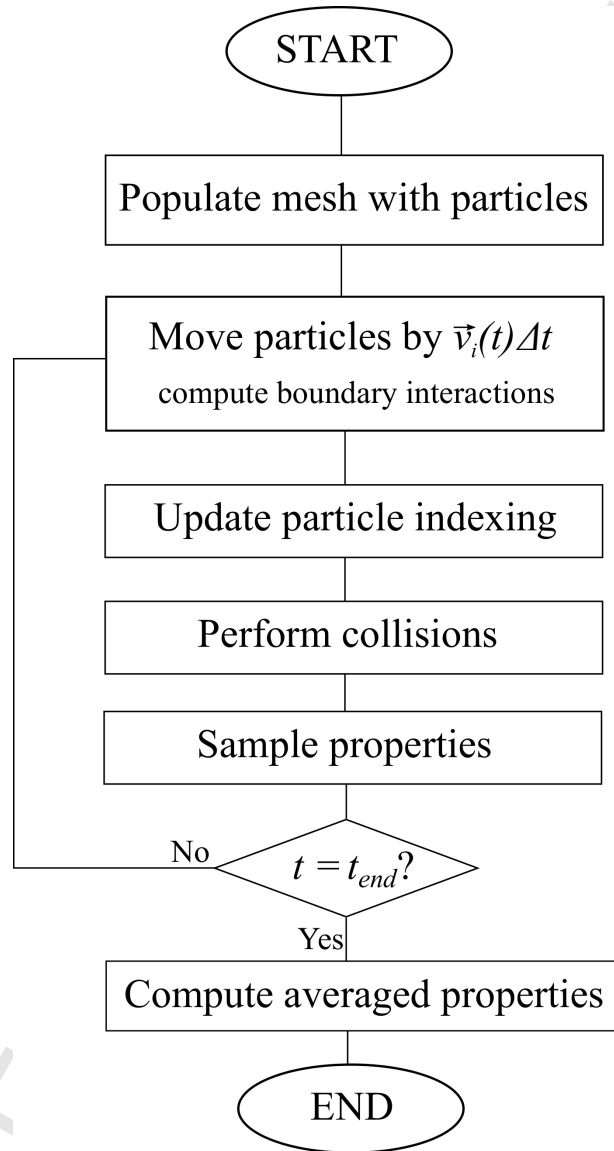 START
Populate mesh with particles
Move particles by v⃗ᵢ(t)Δt
compute boundary interactions
Update particle indexing
Perform collisions
Sample properties
No
t = t_end?
Yes
Compute averaged properties
END